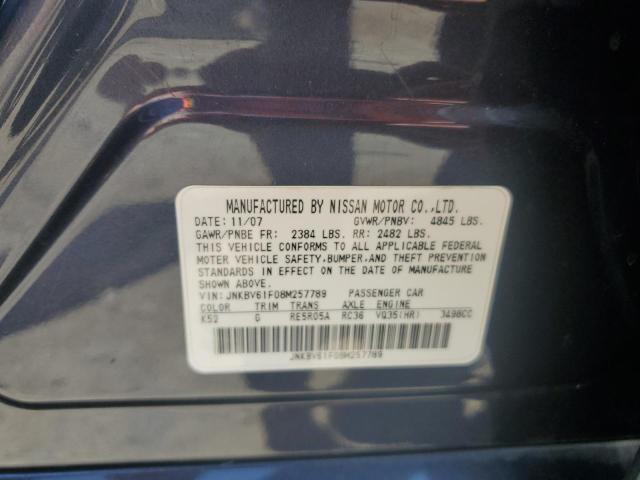 MANUFACTURED BY NISSAN MOTOR CO.,LTD.
DATE: 11/07 GVWR/PNBV: 4845 LBS.
GAWR/PNBE FR: 2384 LBS. RR: 2482 LBS.
THIS VEHICLE CONFORMS TO ALL APPLICABLE FEDERAL
MOTOR VEHICLE SAFETY,BUMPER,AND THEFT PREVENTION
STANDARDS IN EFFECT ON THE DATE OF MANUFACTURE
SHOWN ABOVE.
VIN: JNKBV61F08M257789 PASSENGER CAR
COLOR TRIM TRANS AXLE ENGINE
K52 G RE5R05A RC36 VQ35(HR) 3498CC
JNKBV61F08M257789